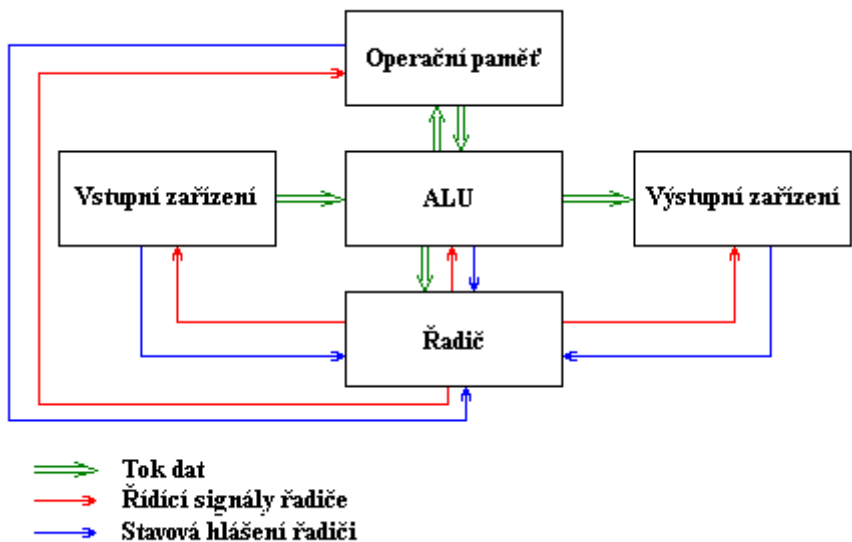 Operační paměť
Vstupní zařízení
ALU
Výstupní zařízení
Řadič
Tok dat
Řídící signály řadiče
Stavová hlášení řadiči